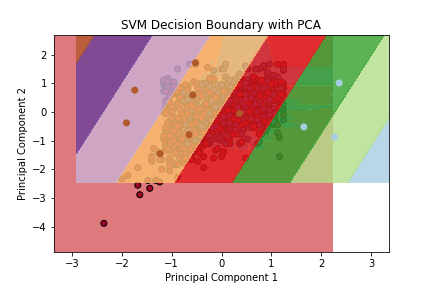 SVM Decision Boundary with PCA
2
1
0
−1
−2
−3
−4
Principal Component 2
−3 −2 −1 0 1 2 3
Principal Component 1